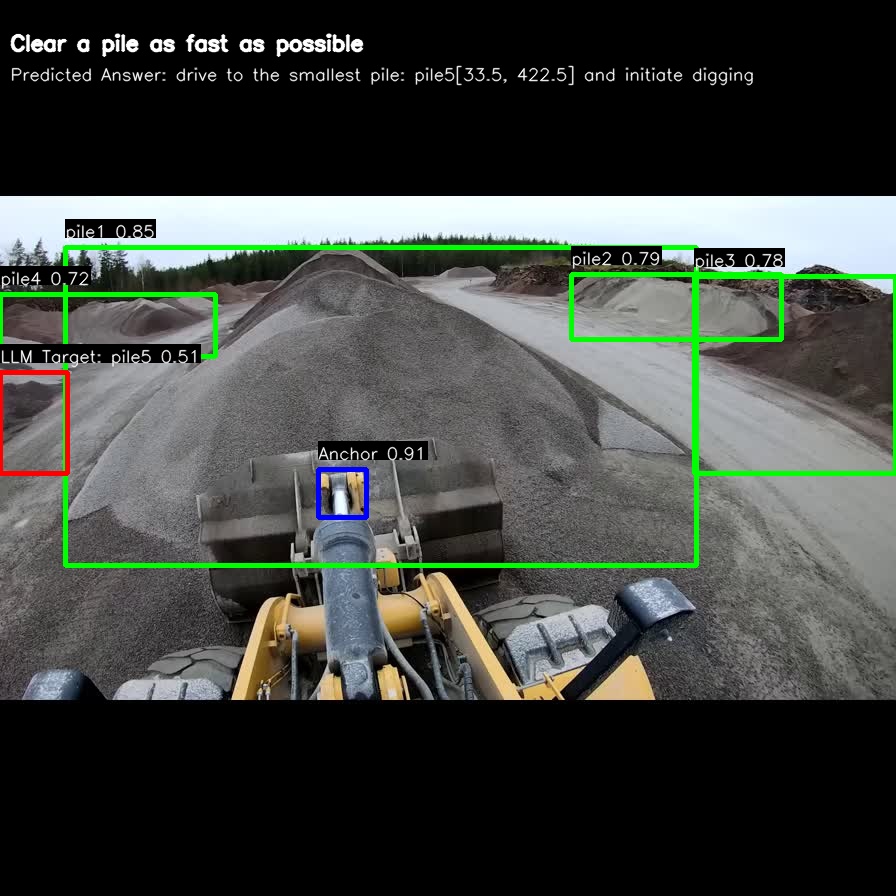 Clear a pile as fast as possible
Predicted Answer: drive to the smallest pile: pile5[33.5, 422.5] and initiate digging
pile1 0.85
pile2 0.79
pile3 0.78
pile4 0.72
LLM Target: pile5 0.51
Anchor 0.91